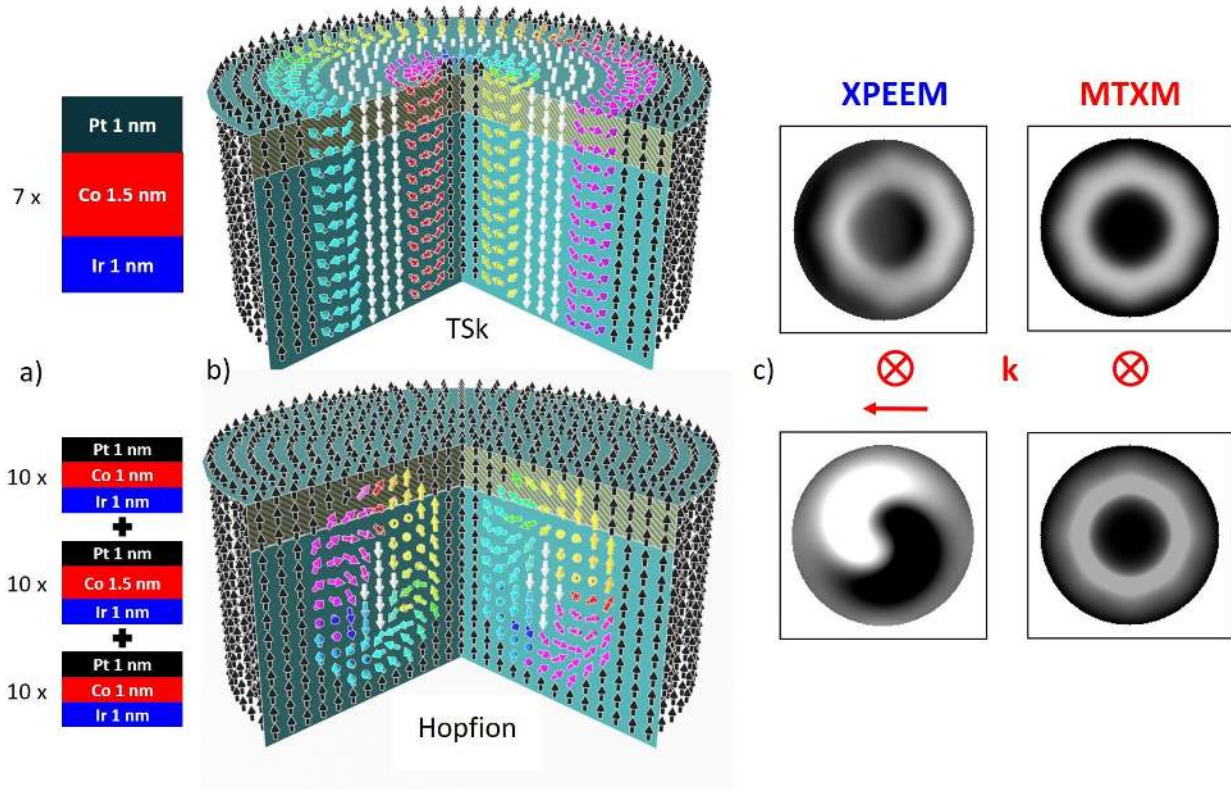 XPEEM
MTXM
Pt 1 nm
7 x
Co 1.5 nm
Ir 1 nm
TSk
a)
b)
c)
k
Pt 1 nm
10 x
Co 1 nm
Ir 1 nm
+
Pt 1 nm
10 x
Co 1.5 nm
Ir 1 nm
+
Pt 1 nm
10 x
Co 1 nm
Ir 1 nm
Hopfion